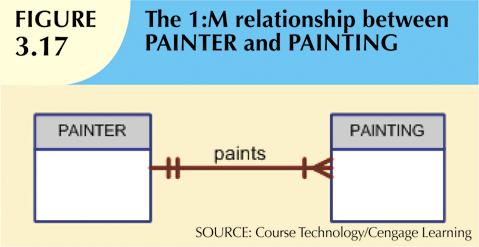 FIGURE
3.17
The 1:M relationship between
PAINTER and PAINTING
PAINTER
paints
PAINTING
SOURCE: Course Technology/Cengage Learning